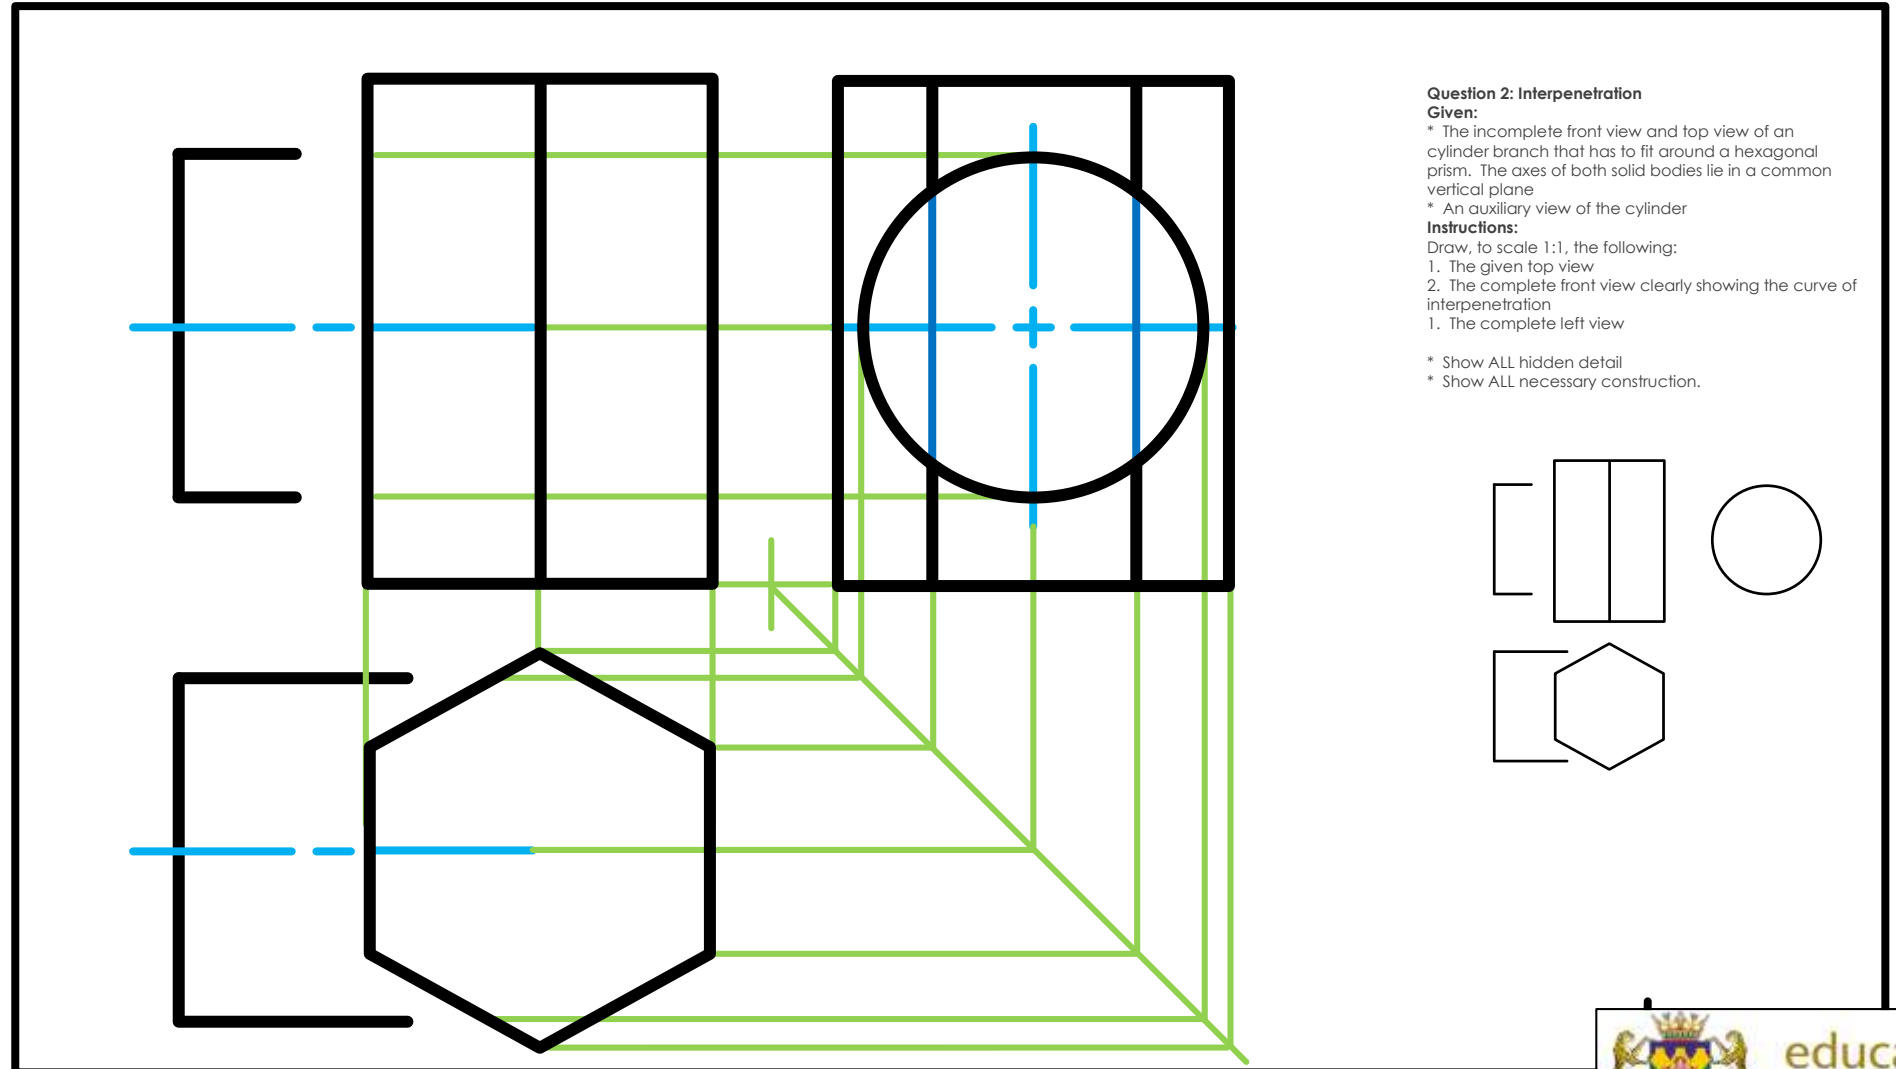 Question 2: Interpenetration
Given:
* The incomplete front view and top view of an
cylinder branch that has to fit around a hexagonal
prism. The axes of both solid bodies lie in a common
vertical plane
* An auxiliary view of the cylinder
Instructions:
Draw, to scale 1:1, the following:
1. The given top view
2. The complete front view clearly showing the curve of
interpenetration
1. The complete left view
* Show ALL hidden detail
* Show ALL necessary construction.